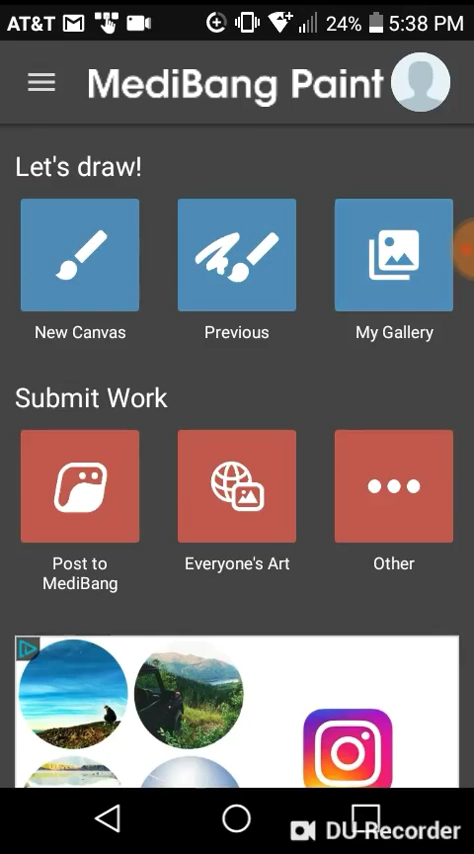 AT&T 24% 5:38 PM
MediBang Paint
Let's draw!
New Canvas Previous My Gallery
Submit Work
Post to MediBang Everyone's Art Other
DU Recorder